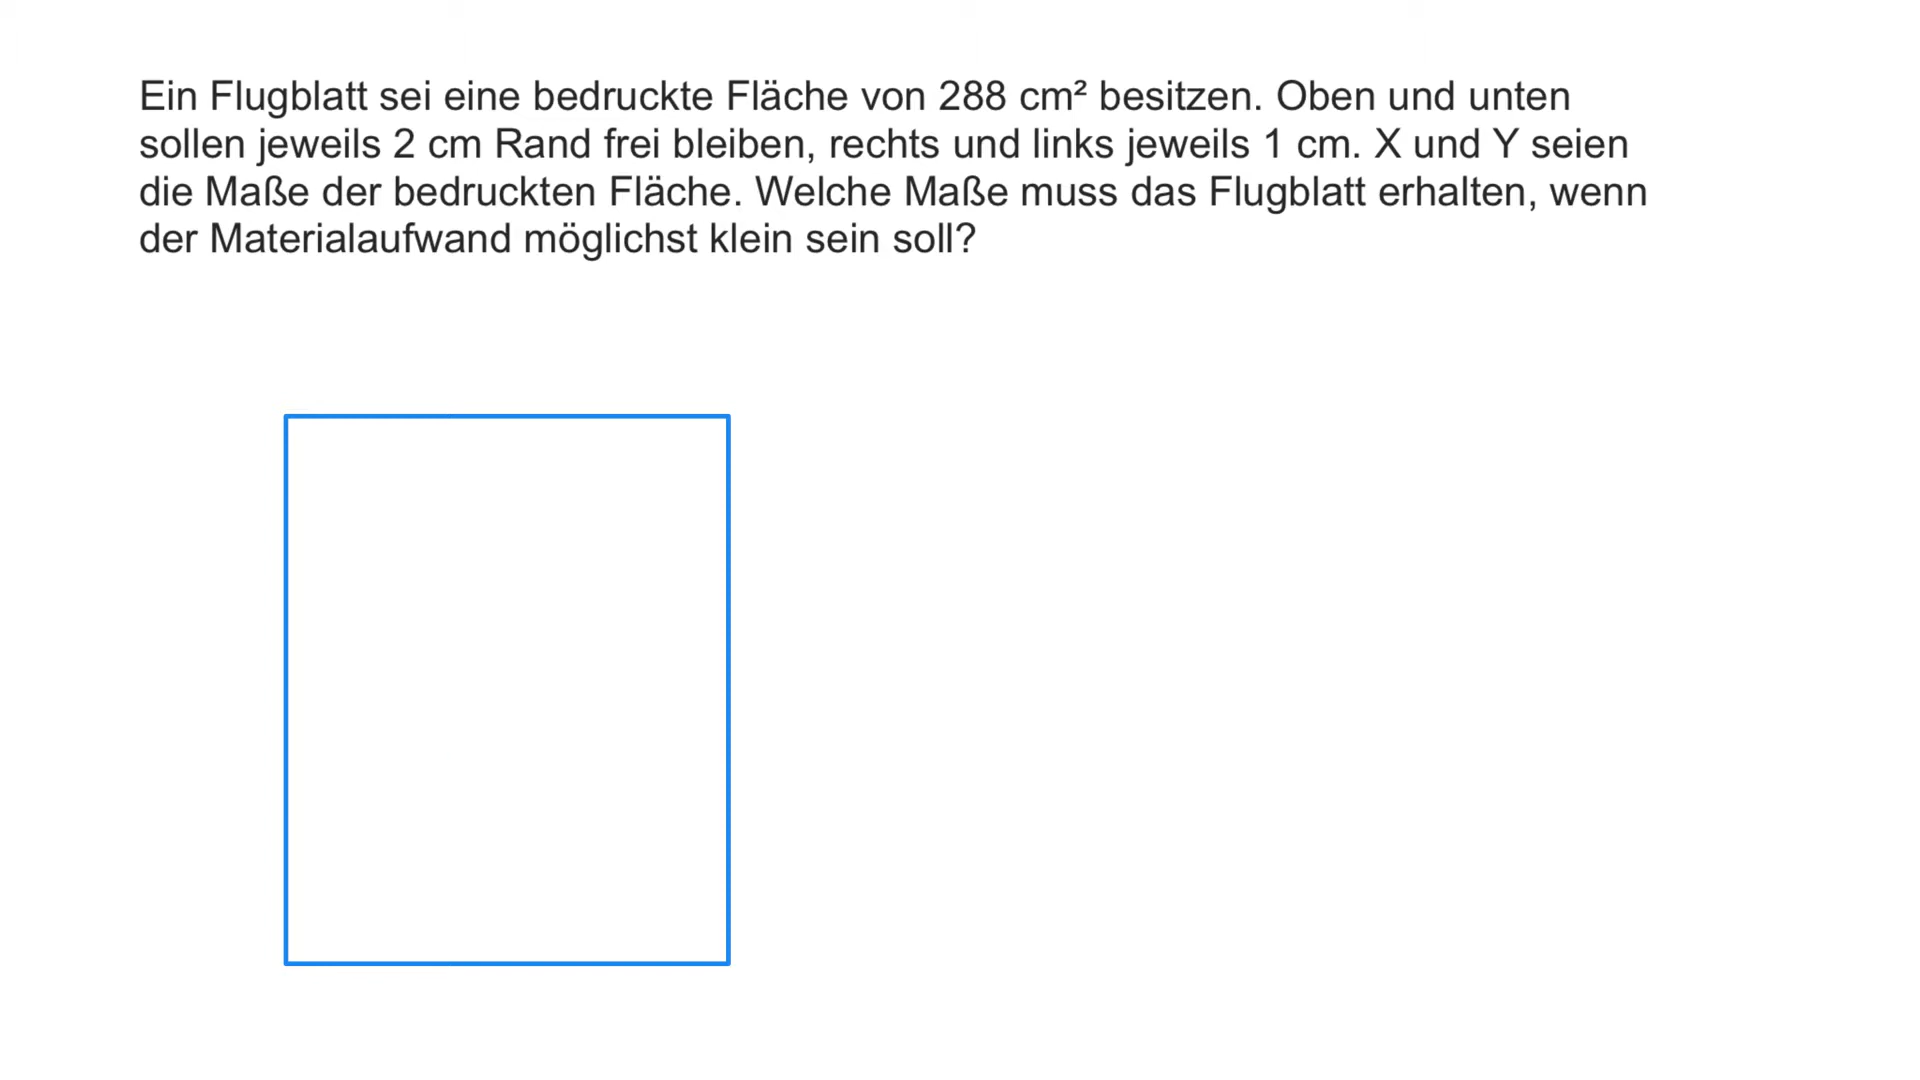 Ein Flugblatt sei eine bedruckte Fläche von 288 cm² besitzen. Oben und unten
sollen jeweils 2 cm Rand frei bleiben, rechts und links jeweils 1 cm. X und Y seien
die Maße der bedruckten Fläche. Welche Maße muss das Flugblatt erhalten, wenn
der Materialaufwand möglichst klein sein soll?